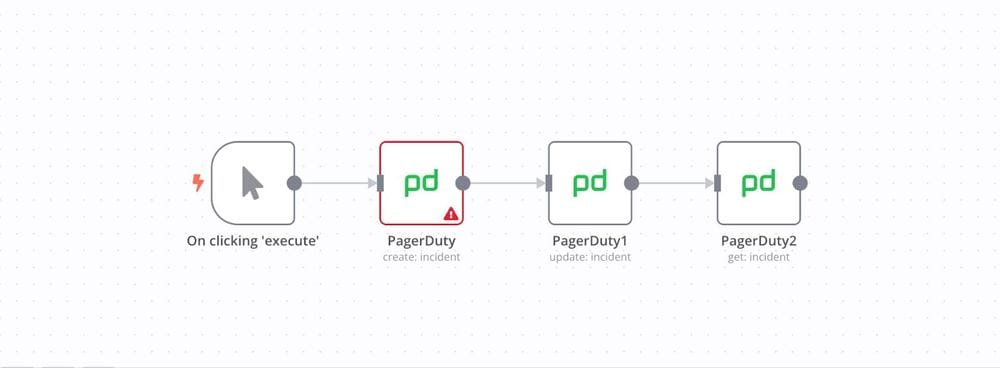 pd
pd
pd
On clicking 'execute'
PagerDuty
create: incident
PagerDuty1
update: incident
PagerDuty2
get: incident